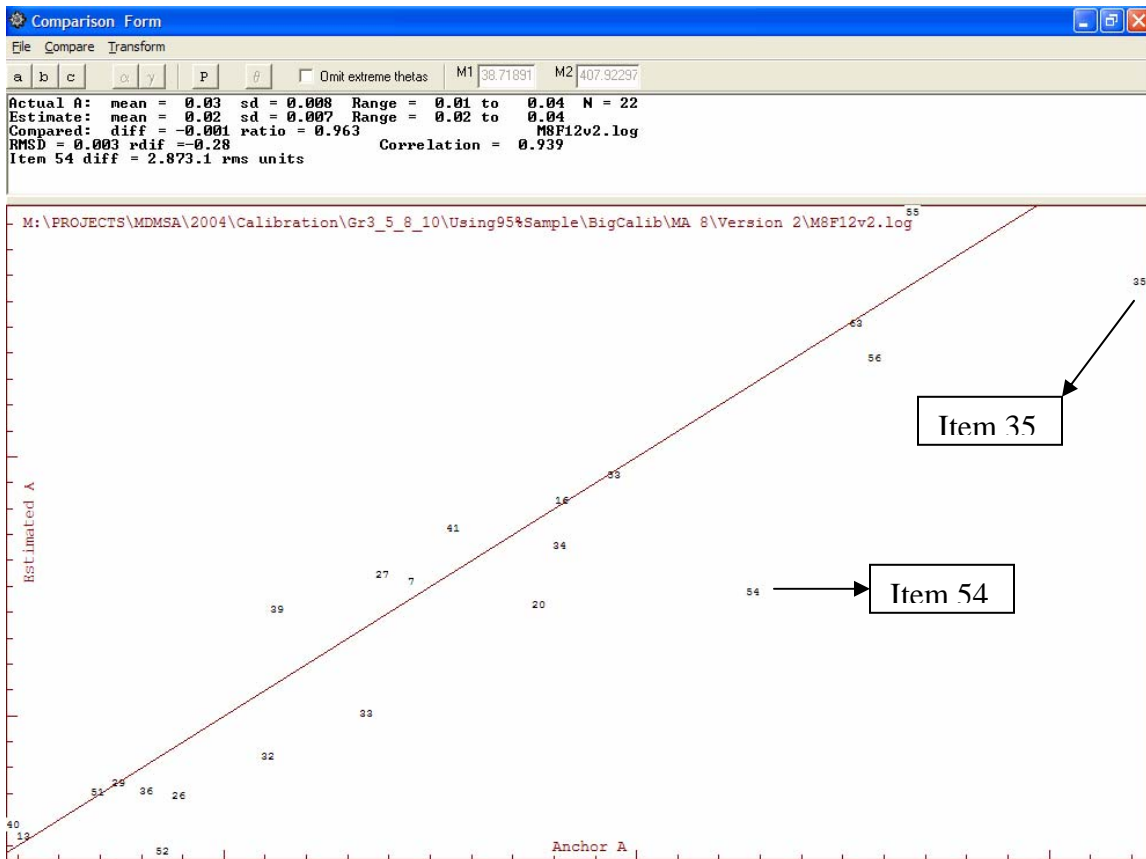 Comparison Form
File Compare Transform
a b c α γ P θ Omit extreme thetas M1 38.71891 M2 407.92297
Actual A: mean = 0.03 sd = 0.008 Range = 0.01 to 0.04 N = 22
Estimate: mean = 0.02 sd = 0.007 Range = 0.02 to 0.04
Compared: diff = -0.001 ratio = 0.963 M8F12v2.log
RMSD = 0.003 rdif =-0.28 Correlation = 0.939
Item 54 diff = 2.873.1 rms units
M:\PROJECTS\MDMSA\2004\Calibration\Gr3_5_8_10\Using95%Sample\BigCalib\MA 8\Version 2\M8F12v2.log
55
35
63
56
Item 35
53
16
41
34
Estimated A
27
7
54
Item 54
20
39
33
32
29
51
36
26
40
13
52
Anchor A